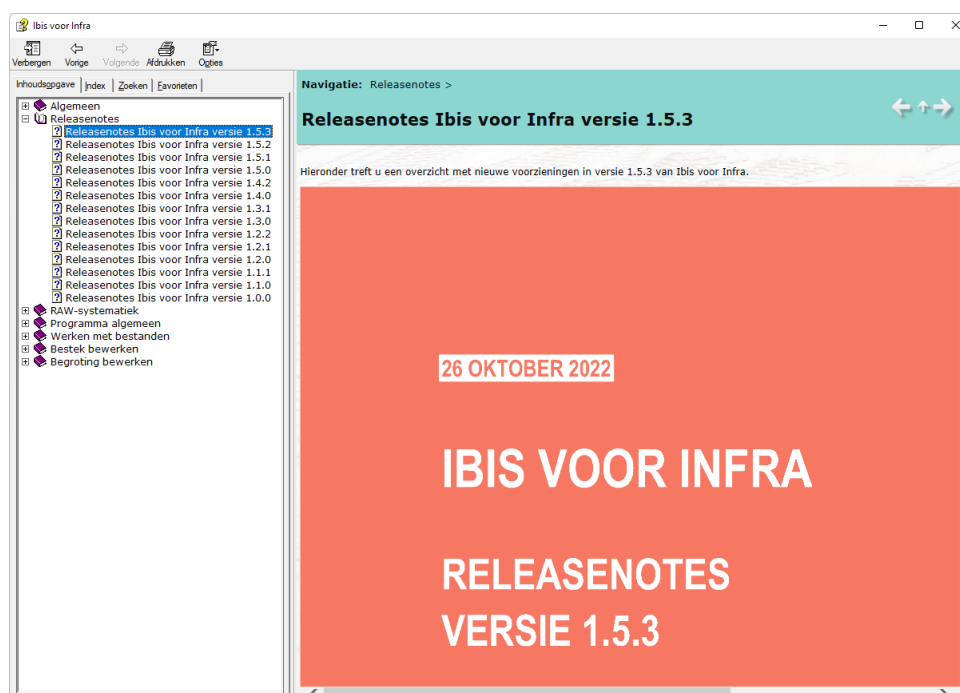 Ibis voor Infra
Verbergen Vorige Volgende Afdrukken Opties
Inhoudsopgave Index Zoeken Favorieten
Algemeen
Releasenotes
Releasenotes Ibis voor Infra versie 1.5.3
Releasenotes Ibis voor Infra versie 1.5.2
Releasenotes Ibis voor Infra versie 1.5.1
Releasenotes Ibis voor Infra versie 1.5.0
Releasenotes Ibis voor Infra versie 1.4.2
Releasenotes Ibis voor Infra versie 1.4.0
Releasenotes Ibis voor Infra versie 1.3.1
Releasenotes Ibis voor Infra versie 1.3.0
Releasenotes Ibis voor Infra versie 1.2.2
Releasenotes Ibis voor Infra versie 1.2.1
Releasenotes Ibis voor Infra versie 1.2.0
Releasenotes Ibis voor Infra versie 1.1.1
Releasenotes Ibis voor Infra versie 1.1.0
Releasenotes Ibis voor Infra versie 1.0.0
RAW-systematiek
Programma algemeen
Werken met bestanden
Bestek bewerken
Begroting bewerken
Navigatie: Releasenotes >
Releasenotes Ibis voor Infra versie 1.5.3
Hieronder treft u een overzicht met nieuwe voorzieningen in versie 1.5.3 van Ibis voor Infra.
26 OKTOBER 2022
IBIS VOOR INFRA
RELEASENOTES
VERSIE 1.5.3